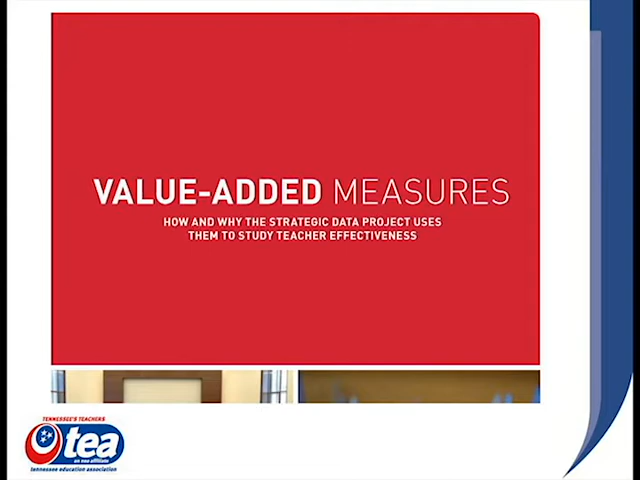 VALUE-ADDED MEASURES
HOW AND WHY THE STRATEGIC DATA PROJECT USES
THEM TO STUDY TEACHER EFFECTIVENESS
TENNESSEE'S TEACHERS
tea
an nea affiliate
tennessee education association